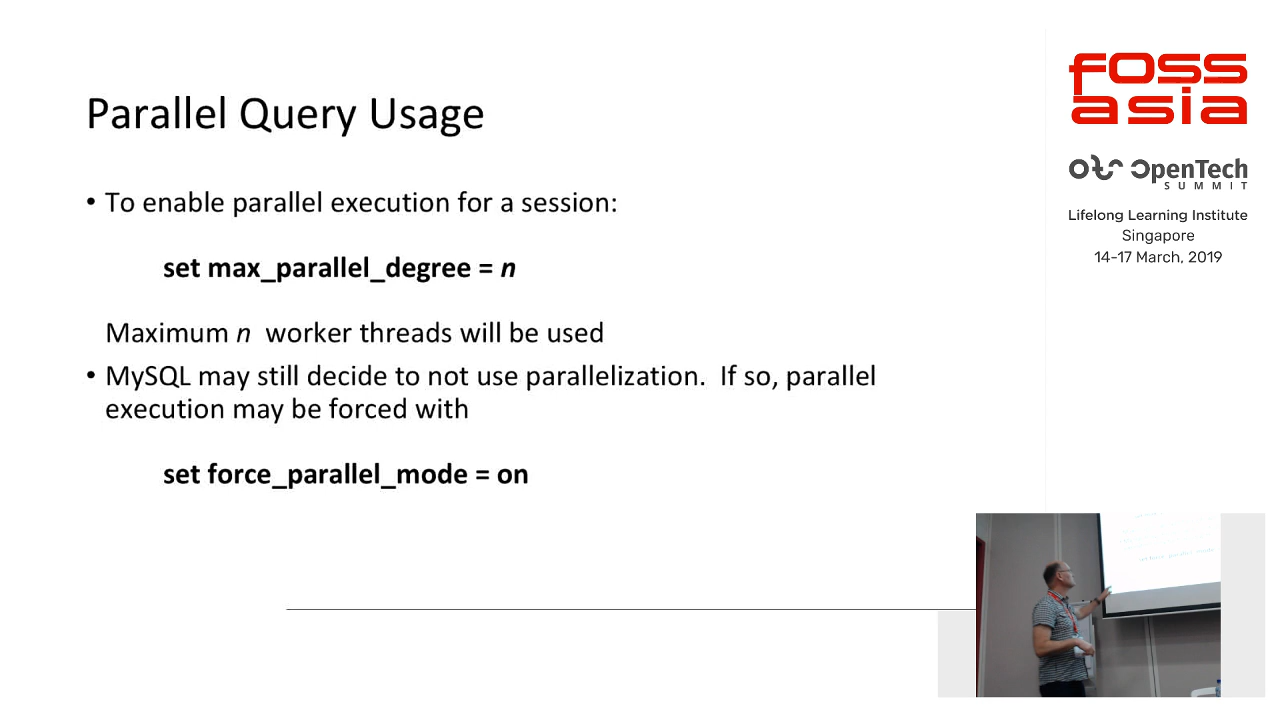 Parallel Query Usage
• To enable parallel execution for a session:
set max_parallel_degree = n
Maximum n worker threads will be used
• MySQL may still decide to not use parallelization. If so, parallel
execution may be forced with
set force_parallel_mode = on
FOSS
asia
OpenTech
SUMMIT
Lifelong Learning Institute
Singapore
14-17 March, 2019